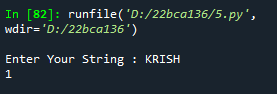 In [82]: runfile('D:/22bca136/5.py',
wdir='D:/22bca136')
Enter Your String : KRISH
1